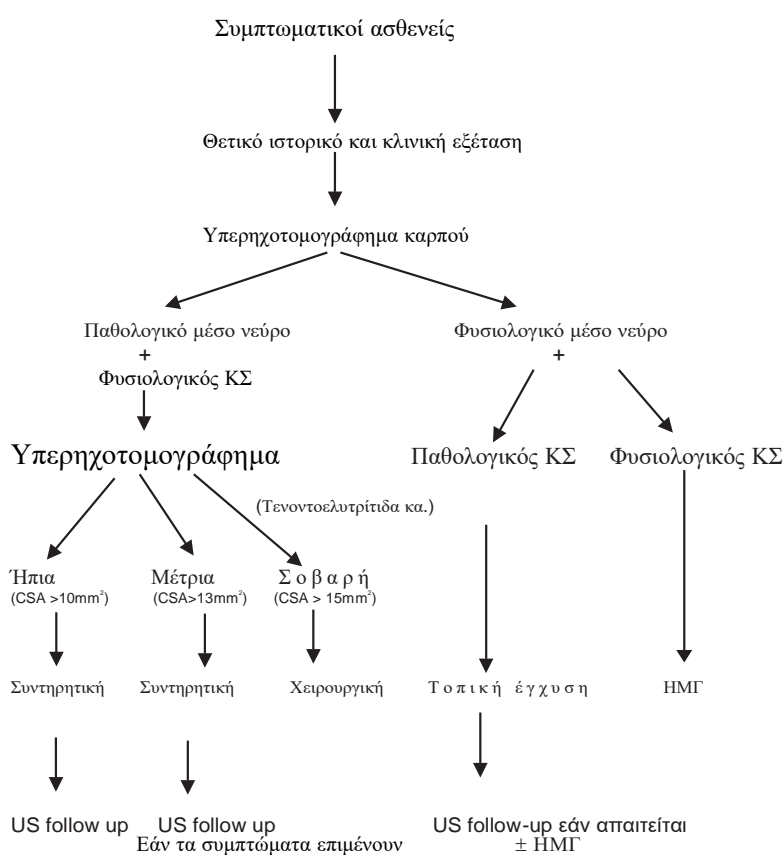 Συμπτωματικοί ασθενείς
Θετικό ιστορικό και κλινική εξέταση
Υπερηχοτομογράφημα καρπού
Παθολογικό μέσο νεύρο
+
Φυσιολογικός ΚΣ
Φυσιολογικό μέσο νεύρο
+
Υπερηχοτομογράφημα
Παθολογικός ΚΣ
Φυσιολογικός ΚΣ
(Τενοντοελυτρίτιδα κα.)
Ήπια
(CSA >10mm²)
Μέτρια
(CSA>13mm²)
Σοβαρή
(CSA > 15mm²)
Συντηρητική
Συντηρητική
Χειρουργική
Τοπική έγχυση
ΗΜΓ
US follow up
US follow up
Εάν τα συμπτώματα επιμένουν
US follow-up εάν απαιτείται
± ΗΜΓ